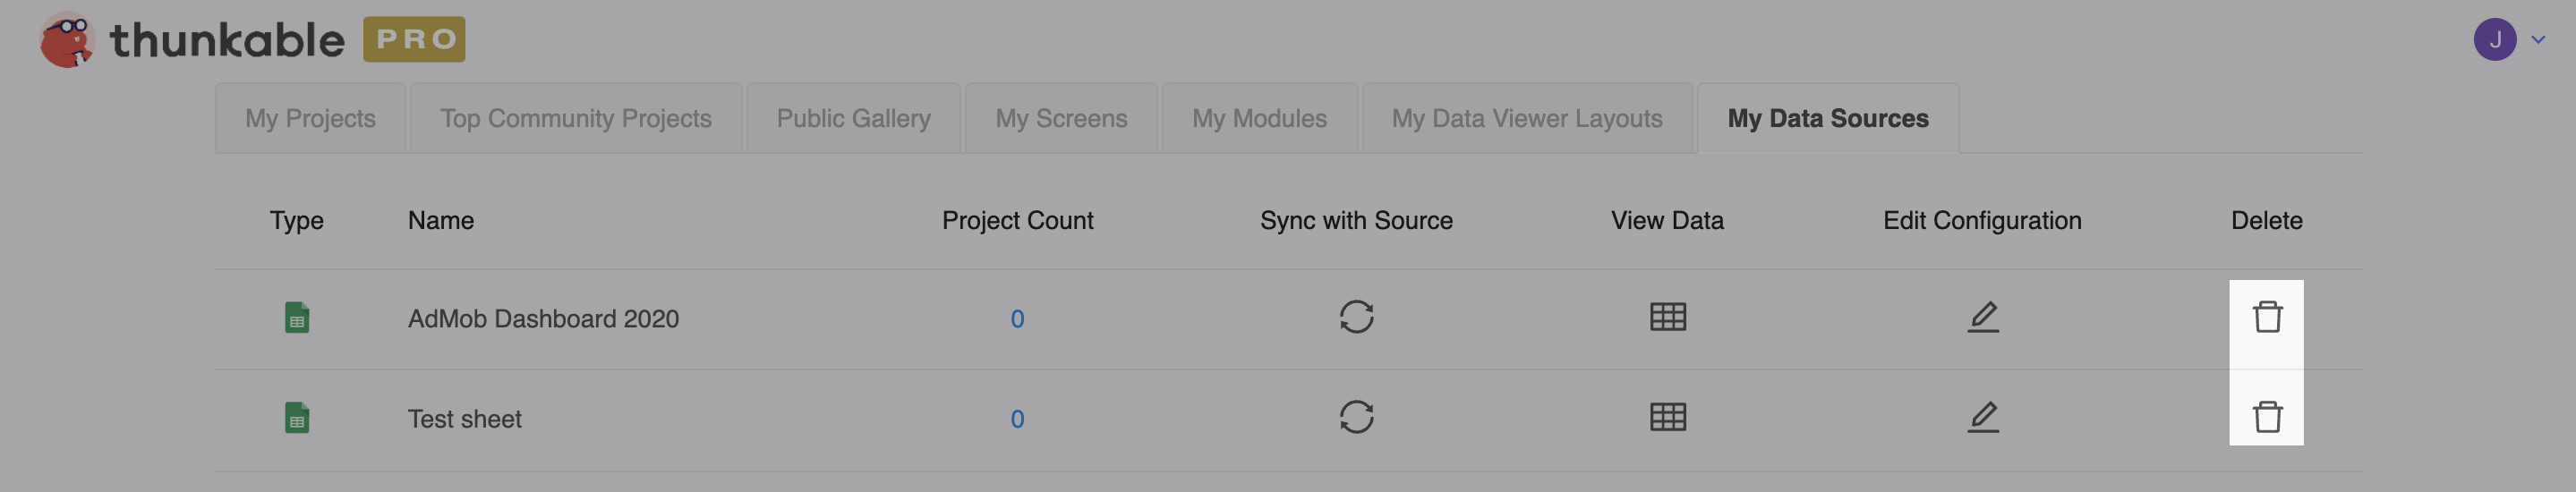 thunkable PRO J
My Projects Top Community Projects Public Gallery My Screens My Modules My Data Viewer Layouts My Data Sources
Type Name Project Count Sync with Source View Data Edit Configuration Delete
AdMob Dashboard 2020 0
Test sheet 0